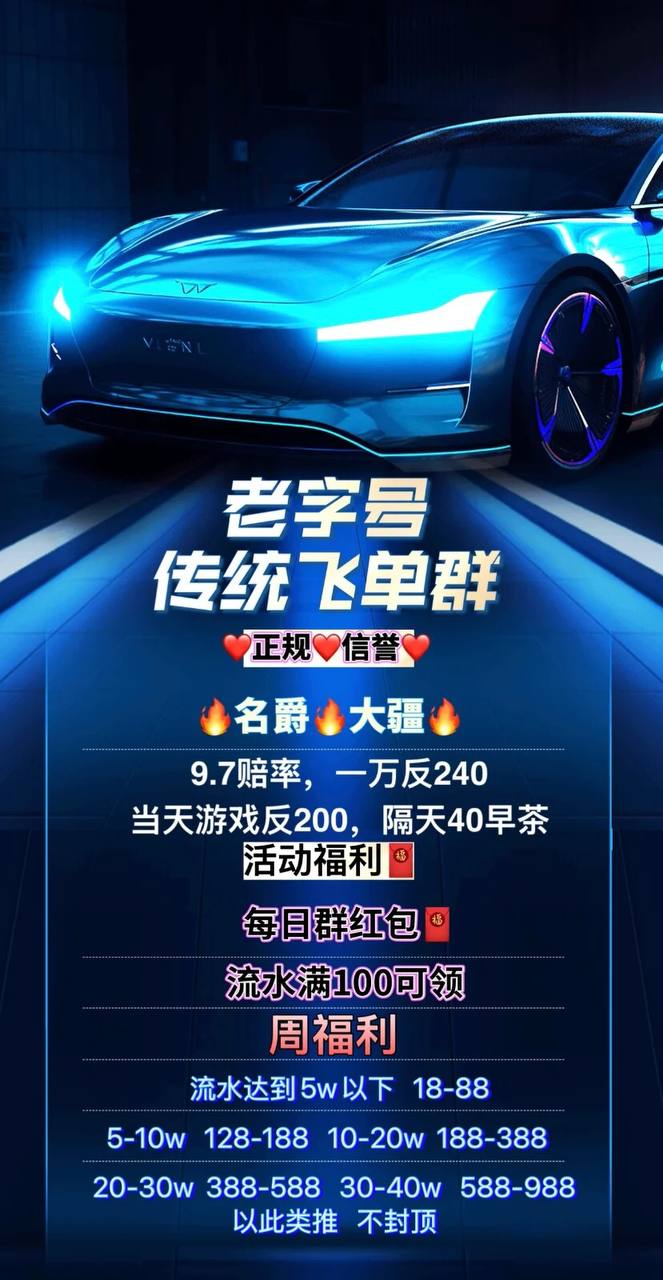 老字号
传统飞单群
❤️正规❤️信誉❤️
🔥名爵🔥大疆🔥
9.7赔率，一万反240
当天游戏反200，隔天40早茶
活动福利🧧
每日群红包🧧
流水满100可领
周福利
流水达到5w以下 18-88
5-10w 128-188 10-20w 188-388
20-30w 388-588 30-40w 588-988
以此类推 不封顶